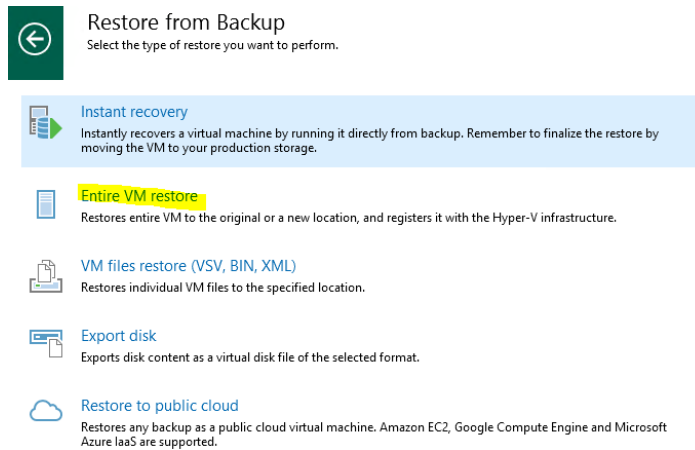 Restore from Backup
Select the type of restore you want to perform.
Instant recovery
Instantly recovers a virtual machine by running it directly from backup. Remember to finalize the restore by
moving the VM to your production storage.
Entire VM restore
Restores entire VM to the original or a new location, and registers it with the Hyper-V infrastructure.
VM files restore (VSV, BIN, XML)
Restores individual VM files to the specified location.
Export disk
Exports disk content as a virtual disk file of the selected format.
Restore to public cloud
Restores any backup as a public cloud virtual machine. Amazon EC2, Google Compute Engine and Microsoft
Azure IaaS are supported.